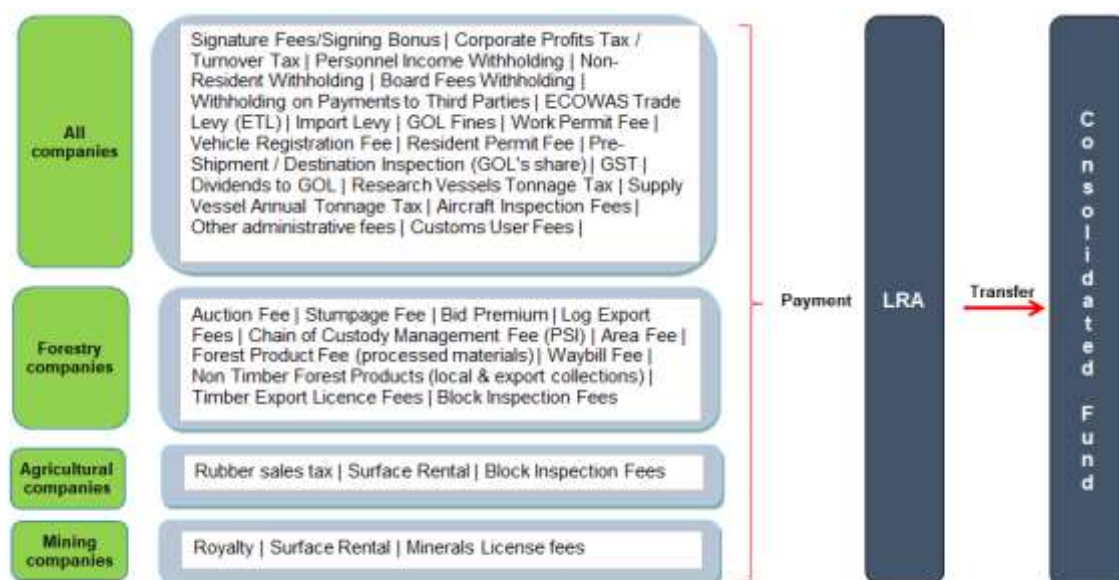 All
companies
Signature Fees/Signing Bonus | Corporate Profits Tax /
Turnover Tax | Personnel Income Withholding | Non-
Resident Withholding | Board Fees Withholding |
Withholding on Payments to Third Parties | ECOWAS Trade
Levy (ETL) | Import Levy | GOL Fines | Work Permit Fee |
Vehicle Registration Fee | Resident Permit Fee | Pre-
Shipment / Destination Inspection (GOL's share) | GST |
Dividends to GOL | Research Vessels Tonnage Tax | Supply
Vessel Annual Tonnage Tax | Aircraft Inspection Fees |
Other administrative fees | Customs User Fees |
Forestry
companies
Auction Fee | Stumpage Fee | Bid Premium | Log Export
Fees | Chain of Custody Management Fee (PSI) | Area Fee |
Forest Product Fee (processed materials) | Waybill Fee |
Non Timber Forest Products (local & export collections) |
Timber Export Licence Fees | Block Inspection Fees
Agricultural
companies
Rubber sales tax | Surface Rental | Block Inspection Fees
Mining
companies
Royalty | Surface Rental | Minerals License fees
Payment
LRA
Transfer
Consolidated Fund